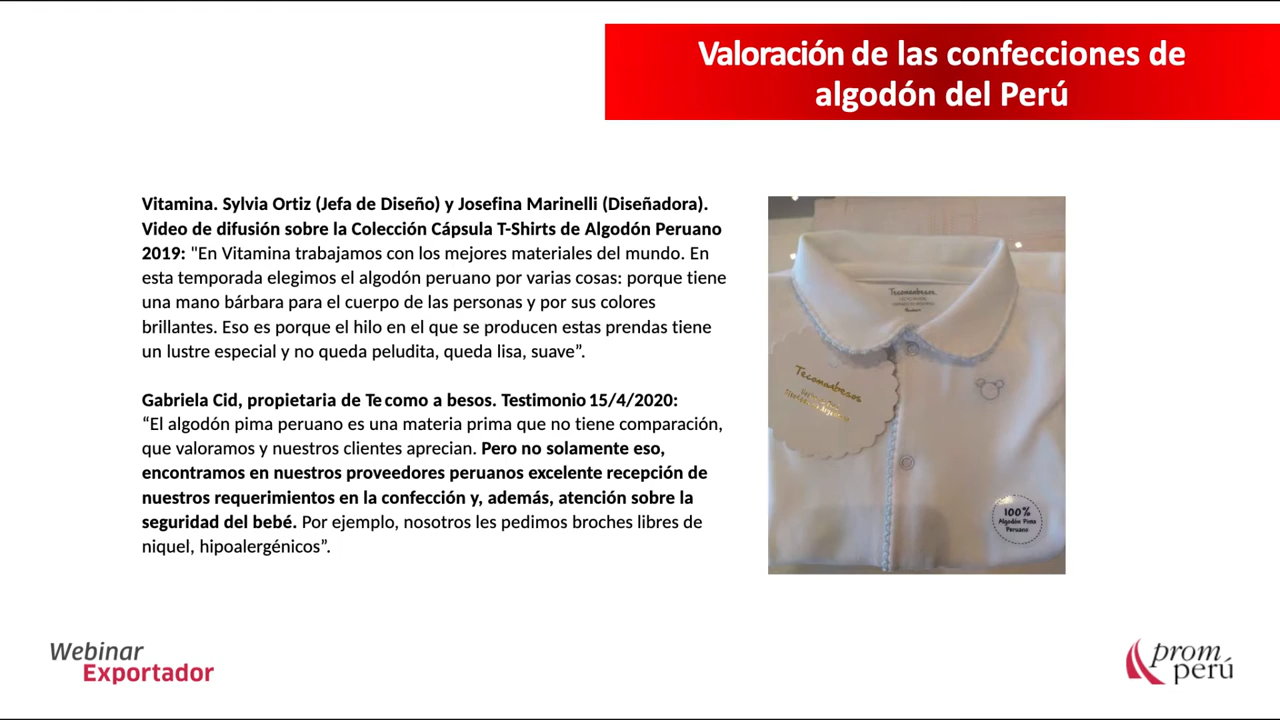 Valoración de las confecciones de
algodón del Perú
Vitamina. Sylvia Ortiz (Jefa de Diseño) y Josefina Marinelli (Diseñadora).
Video de difusión sobre la Colección Cápsula T-Shirts de Algodón Peruano
2019: "En Vitamina trabajamos con los mejores materiales del mundo. En
esta temporada elegimos el algodón peruano por varias cosas: porque tiene
una mano bárbara para el cuerpo de las personas y por sus colores
brillantes. Eso es porque el hilo en el que se producen estas prendas tiene
un lustre especial y no queda peludita, queda lisa, suave”.
Gabriela Cid, propietaria de Te como a besos. Testimonio 15/4/2020:
“El algodón pima peruano es una materia prima que no tiene comparación,
que valoramos y nuestros clientes aprecian. Pero no solamente eso,
encontramos en nuestros proveedores peruanos excelente recepción de
nuestros requerimientos en la confección y, además, atención sobre la
seguridad del bebé. Por ejemplo, nosotros les pedimos broches libres de
niquel, hipoalergénicos”.
Tecomoabesos
Tecomoabesos
100%
Algodón Pima
Peruano
Webinar
Exportador
prom
perú